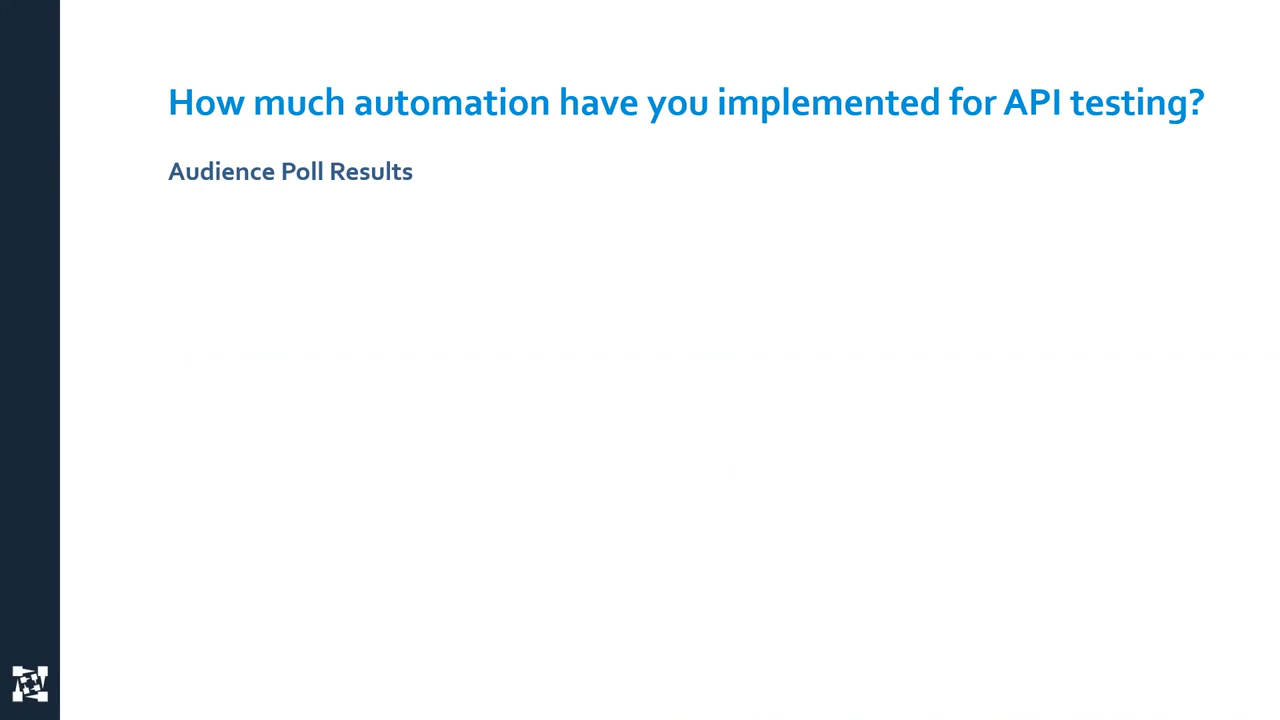 How much automation have you implemented for API testing?
Audience Poll Results